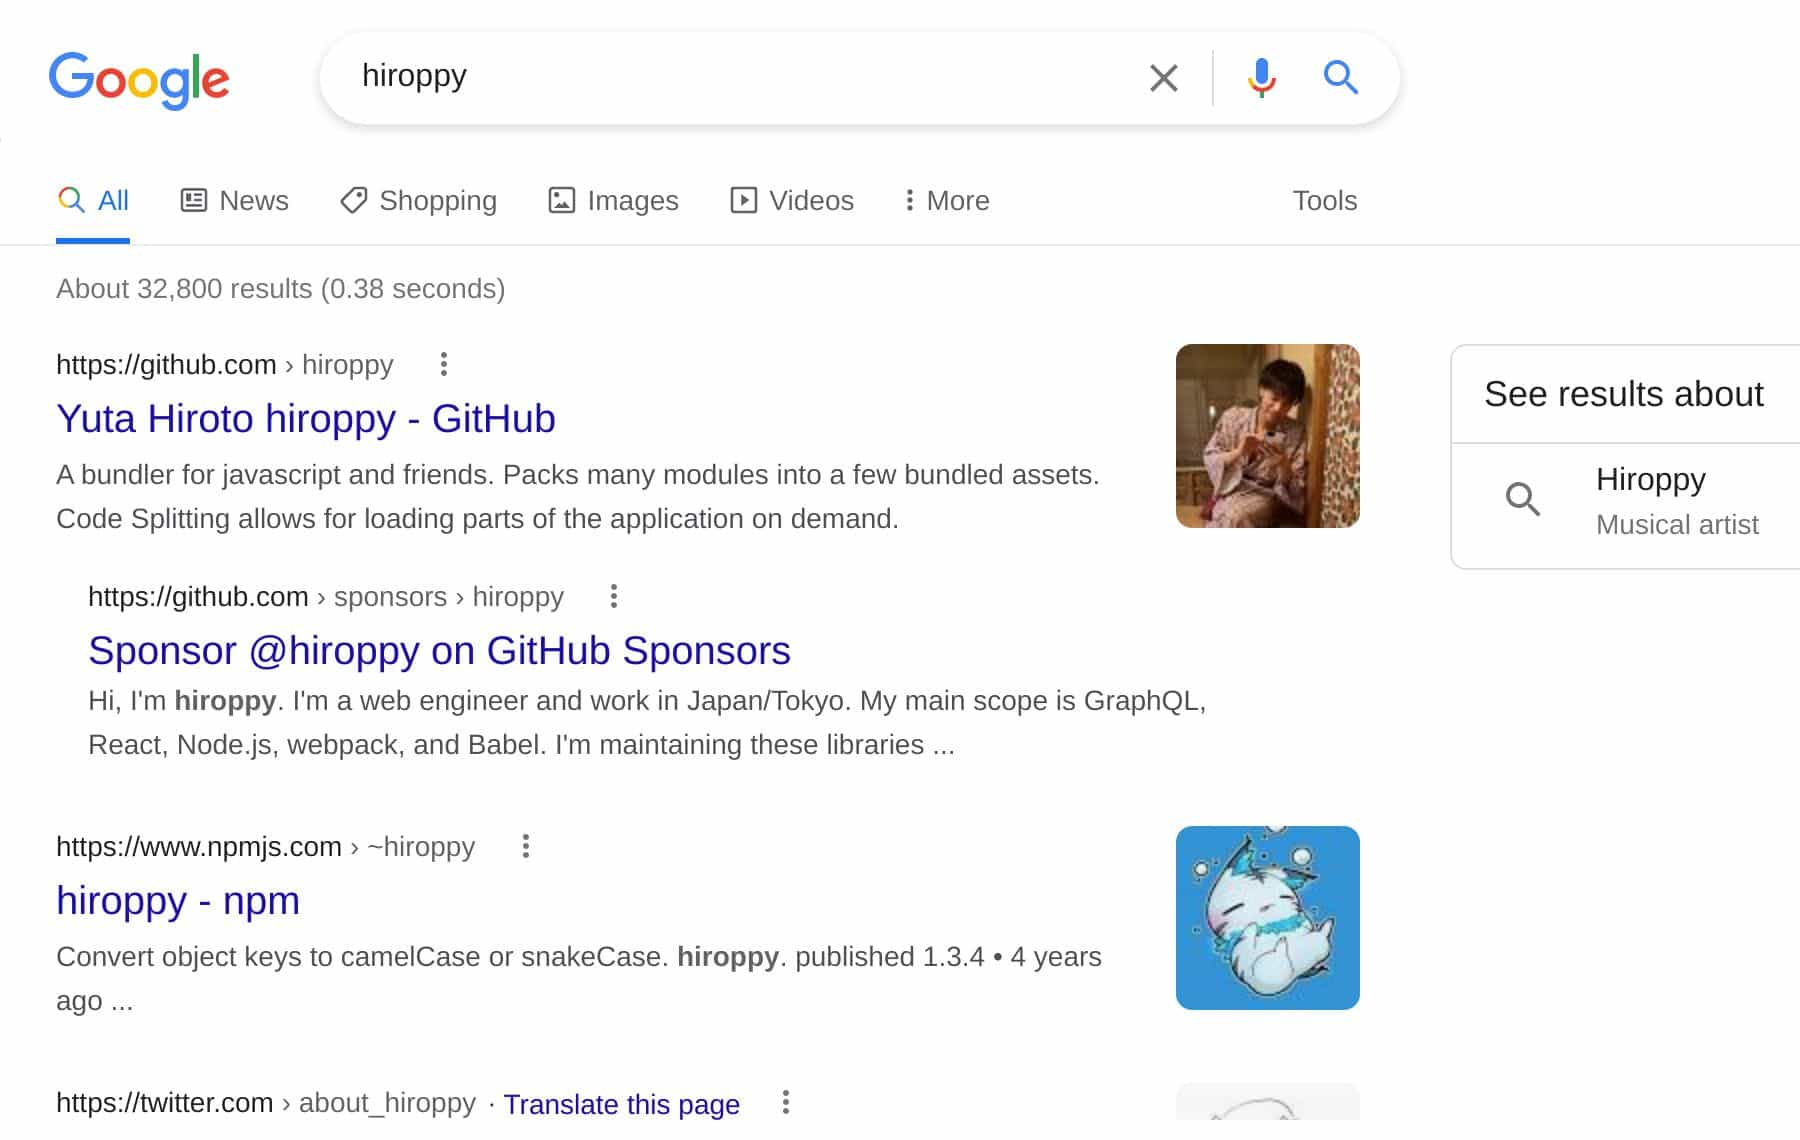 Google
hiroppy
All News Shopping Images Videos More Tools
About 32,800 results (0.38 seconds)
https://github.com › hiroppy
Yuta Hiroto hiroppy - GitHub
A bundler for javascript and friends. Packs many modules into a few bundled assets.
Code Splitting allows for loading parts of the application on demand.
https://github.com › sponsors › hiroppy
Sponsor @hiroppy on GitHub Sponsors
Hi, I'm hiroppy. I'm a web engineer and work in Japan/Tokyo. My main scope is GraphQL,
React, Node.js, webpack, and Babel. I'm maintaining these libraries ...
https://www.npmjs.com › ~hiroppy
hiroppy - npm
Convert object keys to camelCase or snakeCase. hiroppy. published 1.3.4 • 4 years
ago ...
https://twitter.com › about_hiroppy · Translate this page
See results about
Hiroppy
Musical artist